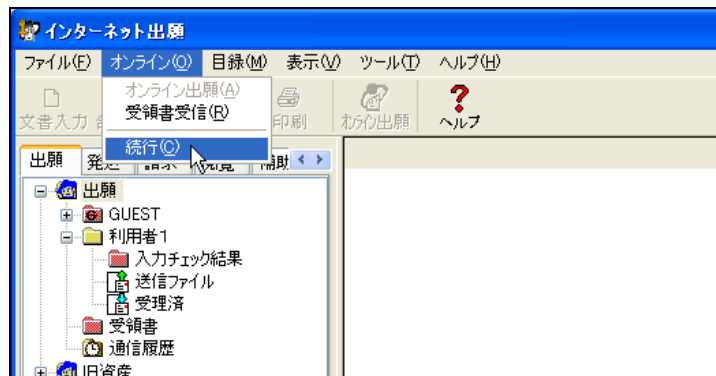 インターネット出願
ファイル(F) オンライン(O) 目録(M) 表示(V) ツール(T) ヘルプ(H)
オンライン出願(A)
受領書受信(R)
続行(C)
文書入力 印刷 オンライン出願 ヘルプ
出願
出願
GUEST
利用者1
入力チェック結果
送信ファイル
受理済
受領書
通信履歴
旧資産